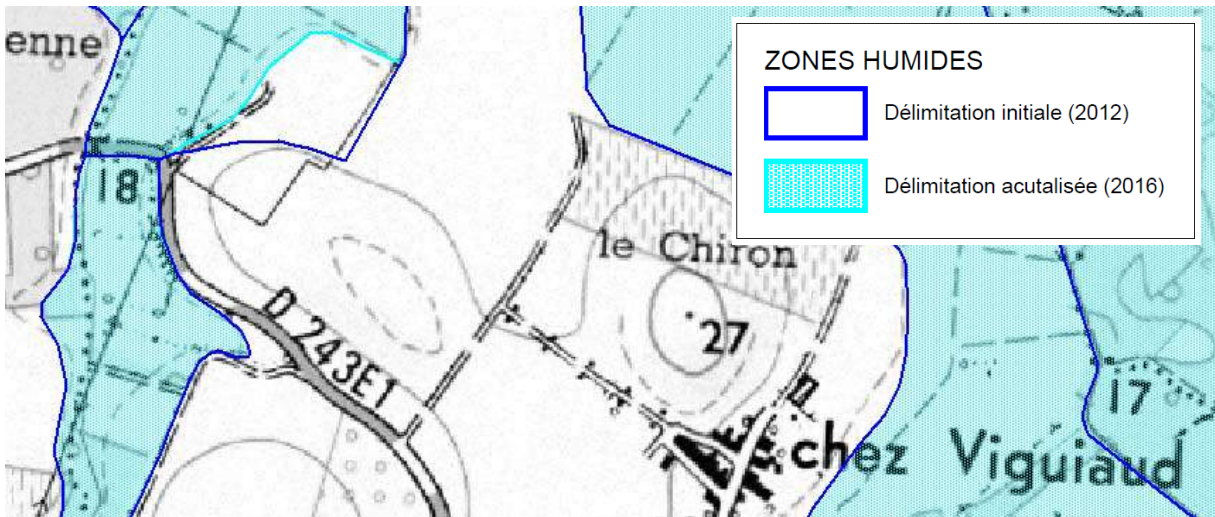 enne
ZONES HUMIDES
Délimitation initiale (2012)
Délimitation acutalisée (2016)
18
le Chiron
D 243E1
27
17
chez Viguiaud